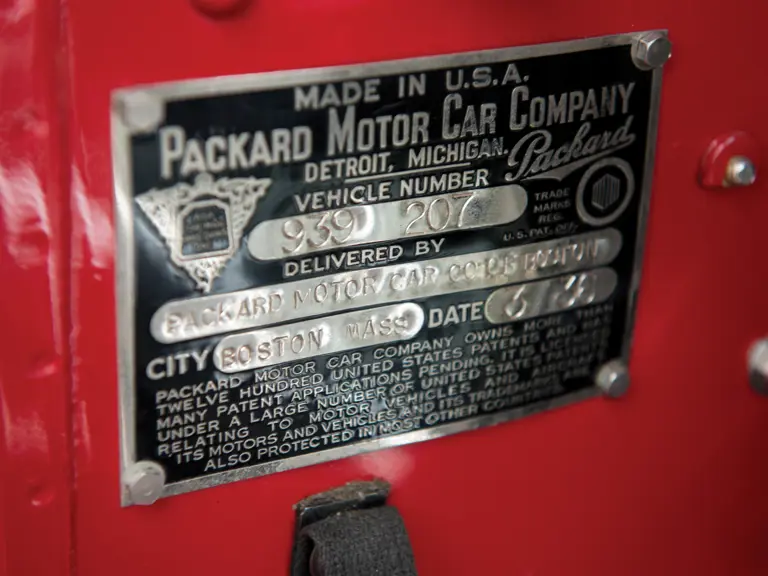 MADE IN U.S.A.
PACKARD MOTOR CAR COMPANY
DETROIT, MICHIGAN.
Packard
VEHICLE NUMBER
939 207
TRADE
MARKS
REG.
U.S. PAT. OFF.
DELIVERED BY
PACKARD MOTOR CAR CO. OF BOSTON
CITY BOSTON MASS DATE 6 38
PACKARD MOTOR CAR COMPANY OWNS MORE THAN
TWELVE HUNDRED UNITED STATES PATENTS AND HAS
MANY PATENT APPLICATIONS PENDING. IT IS LICENSED
UNDER A LARGE NUMBER OF UNITED STATES PATENTS
RELATING TO MOTOR VEHICLES AND AIRCRAFT
ITS MOTORS AND VEHICLES AND ITS TRADEMARK ARE
ALSO PROTECTED IN MOST OTHER COUNTRIES